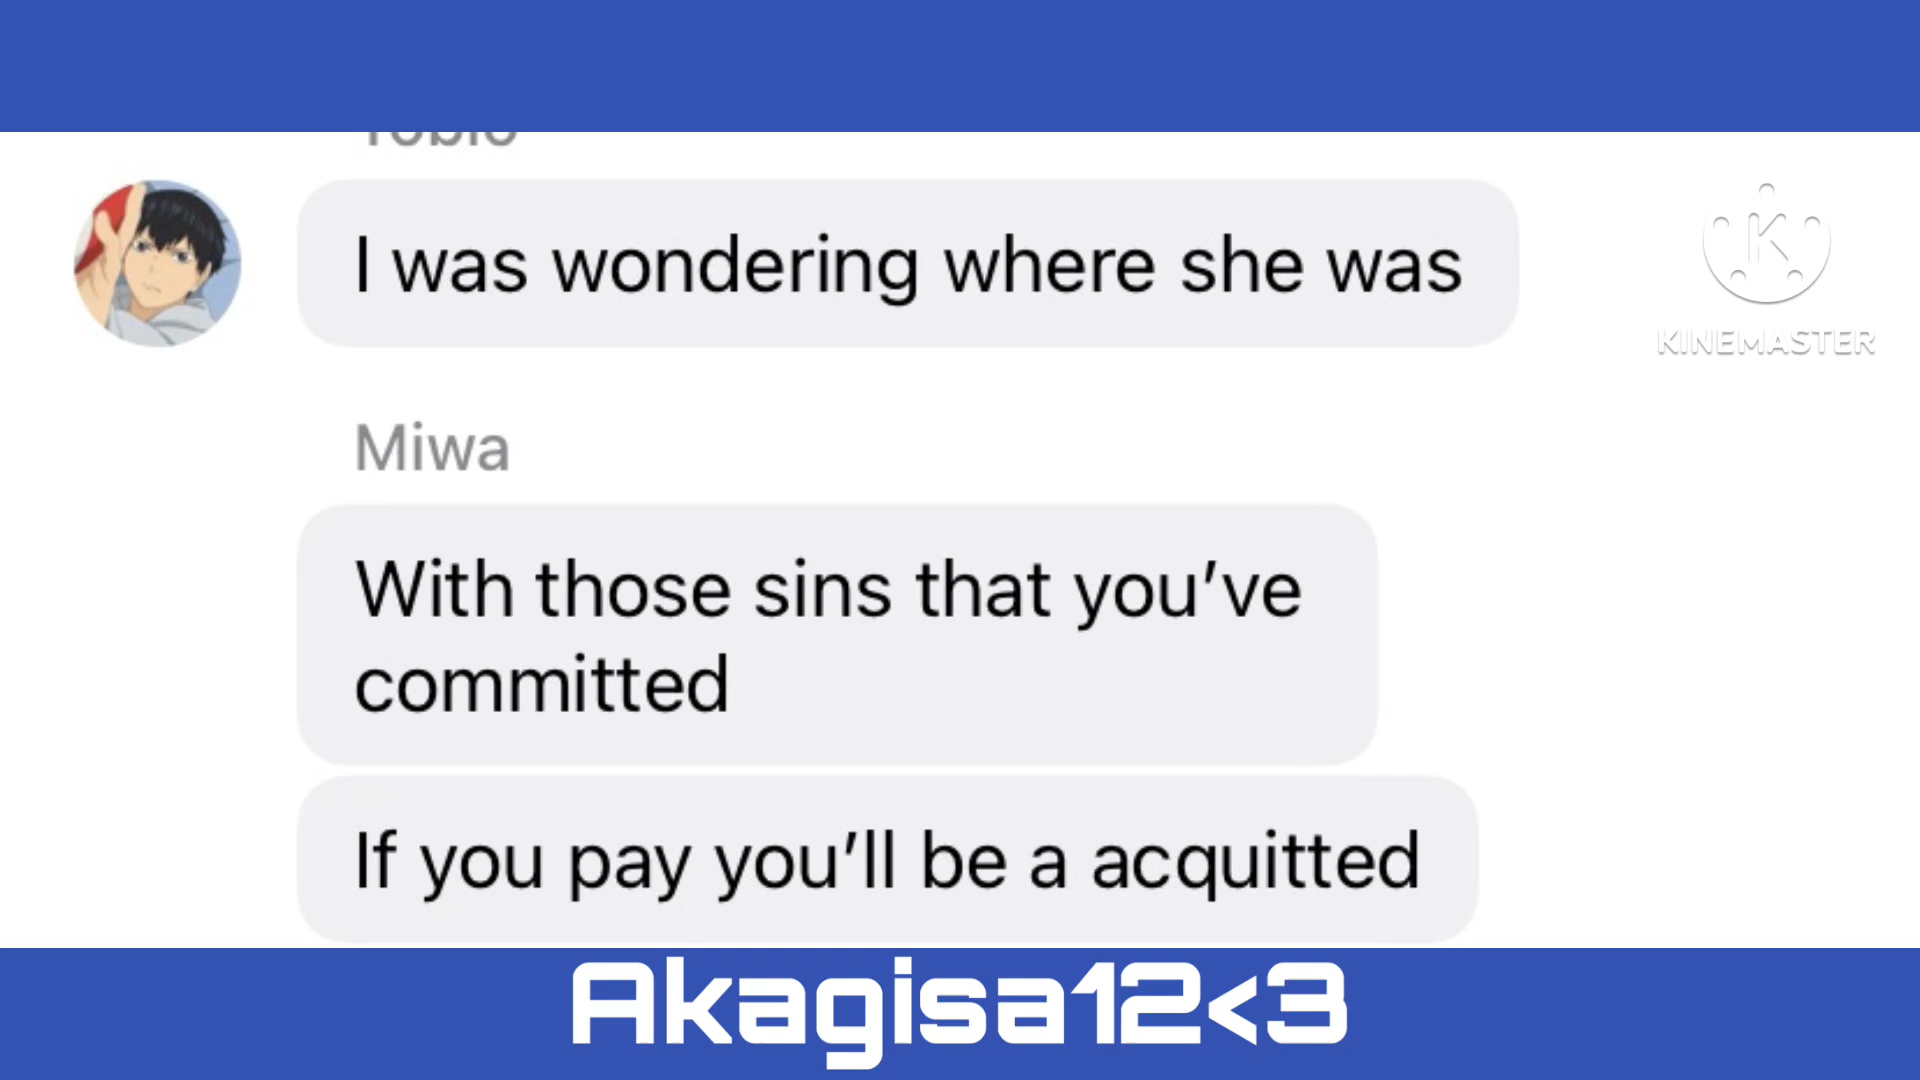 Tobio
I was wondering where she was
K
KINEMASTER
Miwa
With those sins that you’ve
committed
If you pay you’ll be a acquitted
Akagisa12<3